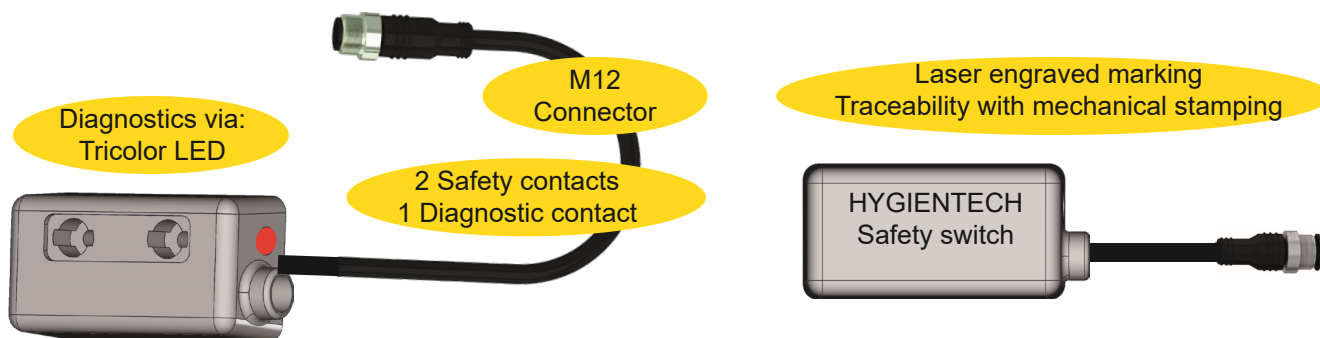 M12
Connector
Laser engraved marking
Traceability with mechanical stamping
Diagnostics via:
Tricolor LED
2 Safety contacts
1 Diagnostic contact
HYGIENTECH
Safety switch